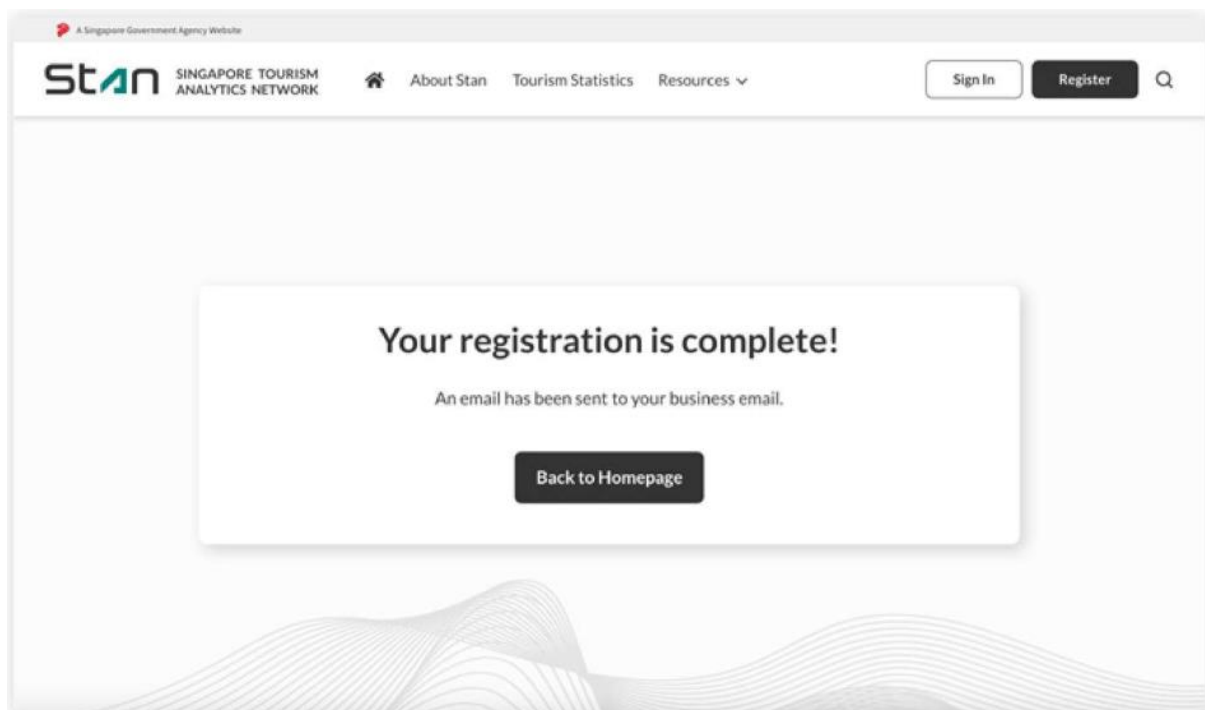 A Singapore Government Agency Website
Stan SINGAPORE TOURISM ANALYTICS NETWORK
About Stan Tourism Statistics Resources Sign In Register
Your registration is complete!
An email has been sent to your business email.
Back to Homepage